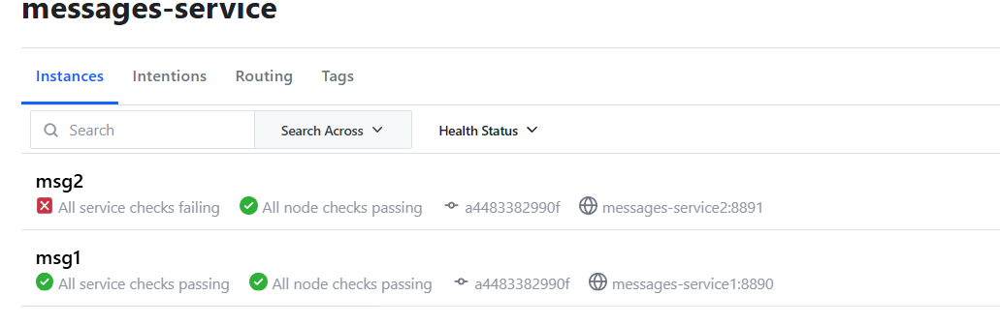 messages-service
Instances Intentions Routing Tags
Search Search Across Health Status
msg2
All service checks failing All node checks passing a4483382990f messages-service2:8891
msg1
All service checks passing All node checks passing a4483382990f messages-service1:8890